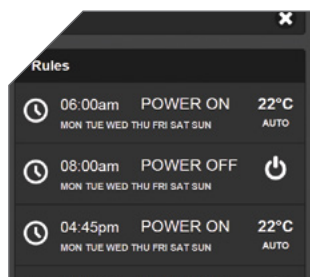 Rules
06:00am POWER ON 22°C
MON TUE WED THU FRI SAT SUN AUTO
08:00am POWER OFF
MON TUE WED THU FRI SAT SUN
04:45pm POWER ON 22°C
MON TUE WED THU FRI SAT SUN AUTO